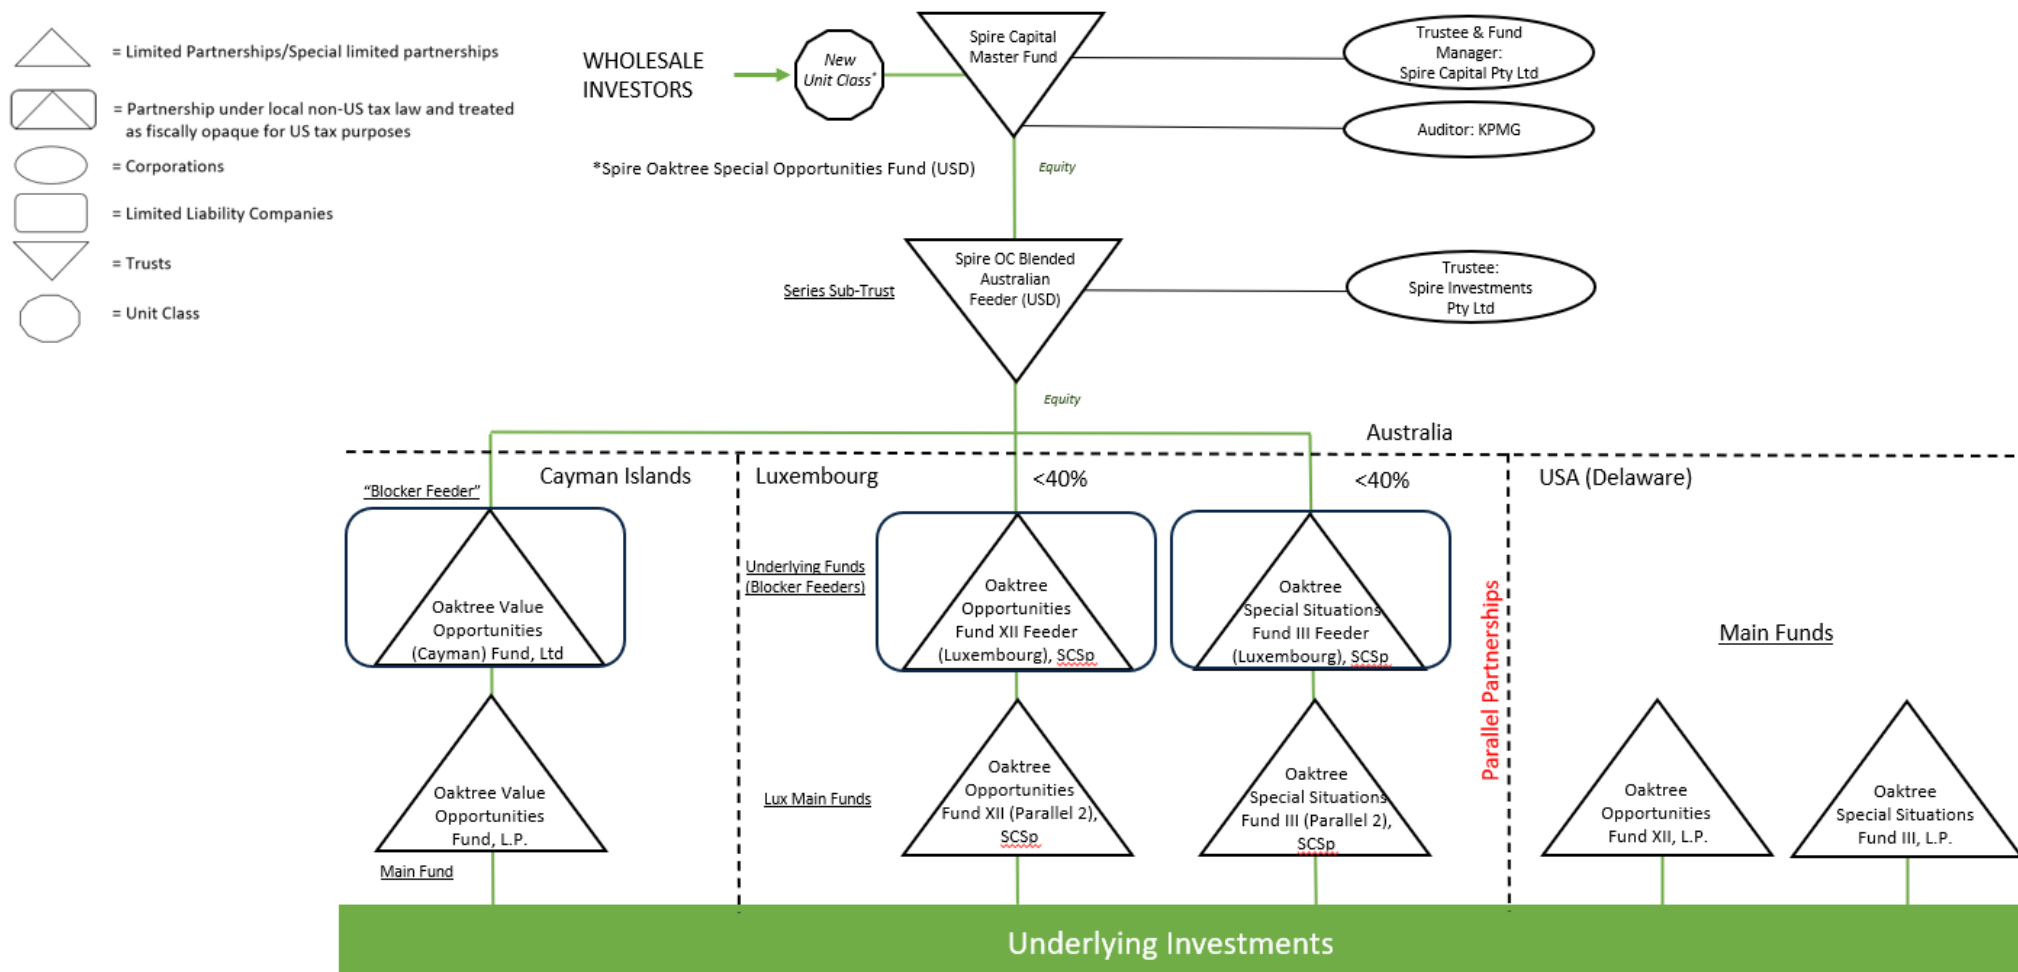 = Limited Partnerships/Special limited partnerships
= Partnership under local non-US tax law and treated
as fiscally opaque for US tax purposes
= Corporations
= Limited Liability Companies
= Trusts
= Unit Class
WHOLESALE
INVESTORS
New
Unit Class*
Spire Capital
Master Fund
Trustee & Fund
Manager:
Spire Capital Pty Ltd
Auditor: KPMG
*Spire Oaktree Special Opportunities Fund (USD)
Equity
Series Sub-Trust
Spire OC Blended
Australian
Feeder (USD)
Trustee:
Spire Investments
Pty Ltd
Equity
Australia
Cayman Islands
Luxembourg
<40%
<40%
USA (Delaware)
“Blocker Feeder”
Underlying Funds
(Blocker Feeders)
Oaktree Value
Opportunities
(Cayman) Fund, Ltd
Oaktree
Opportunities
Fund XII Feeder
(Luxembourg), SCSp
Oaktree
Special Situations
Fund III Feeder
(Luxembourg), SCSp
Parallel Partnerships
Main Funds
Oaktree Value
Opportunities
Fund, L.P.
Main Fund
Lux Main Funds
Oaktree
Opportunities
Fund XII (Parallel 2),
SCSp
Oaktree
Special Situations
Fund III (Parallel 2),
SCSp
Oaktree
Opportunities
Fund XII, L.P.
Oaktree
Special Situations
Fund III, L.P.
Underlying Investments